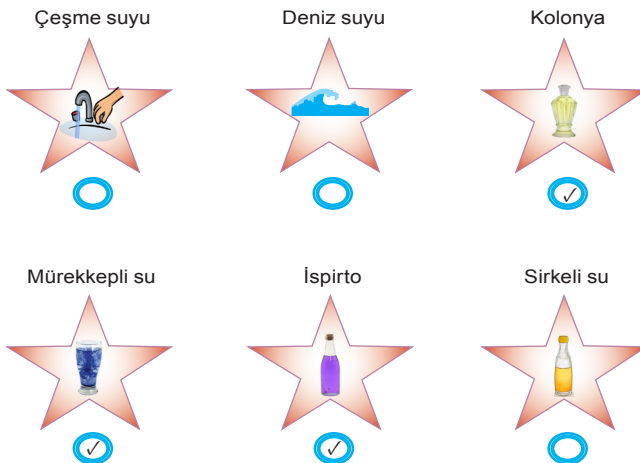 Çeşme suyu
Deniz suyu
Kolonya
Mürekkepli su
İspirto
Sirkeli su